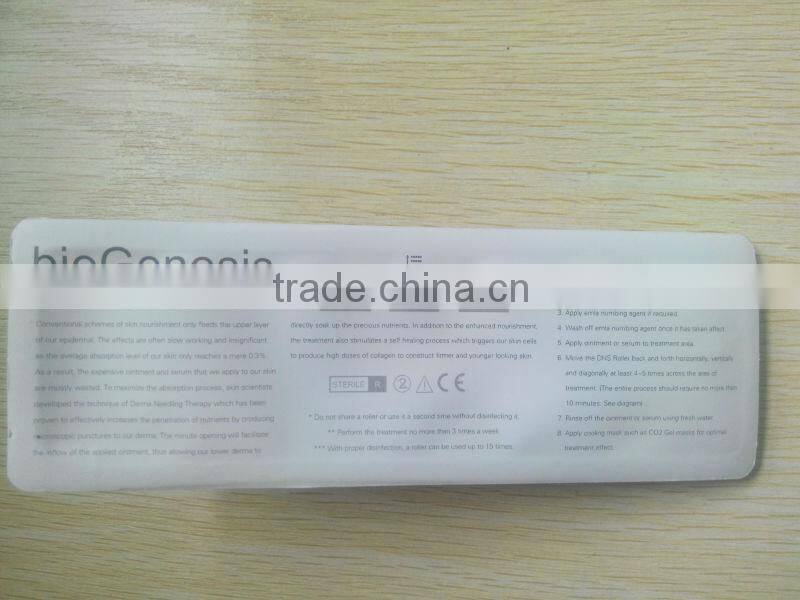 bioGenesis
trade.china.cn
Conventional schemes of skin nourishment only feeds the upper layer
of our epidermal. The effects are often slow working and insignificant
as the average absorption level of our skin only reaches a mere 0.3%.
As a result, the expensive ointment and serum that we apply to our skin
are mostly wasted. To maximize the absorption process, skin scientists
developed the technique of Derma Needling Therapy which has been
proven to effectively increases the penetration of nutrients by producing
microscopic punctures to our derma. The minute opening will facilitate
the inflow of the applied ointment, thus allowing our lower derma to
directly soak up the precious nutrients. In addition to the enhanced nourishment,
the treatment also stimulates a self healing process which triggers our skin cells
to produce high doses of collagen to construct firmer and younger looking skin.
STERILE R 2 CE
* Do not share a roller or use it a second time without disinfecting it.
** Perform the treatment no more than 3 times a week.
*** With proper disinfection, a roller can be used up to 15 times.
3. Apply emla numbing agent if required.
4. Wash off emla numbing agent once it has taken affect.
5. Apply ointment or serum to treatment area.
6. Move the DNS Roller back and forth horizontally, vertically
and diagonally at least 4~5 times across the area of
treatment. (The entire process should require no more than
10 minutes. See diagram)
7. Rinse off the ointment or serum using fresh water.
8. Apply cooling mask such as CO2 Gel masks for optimal
treatment effect.